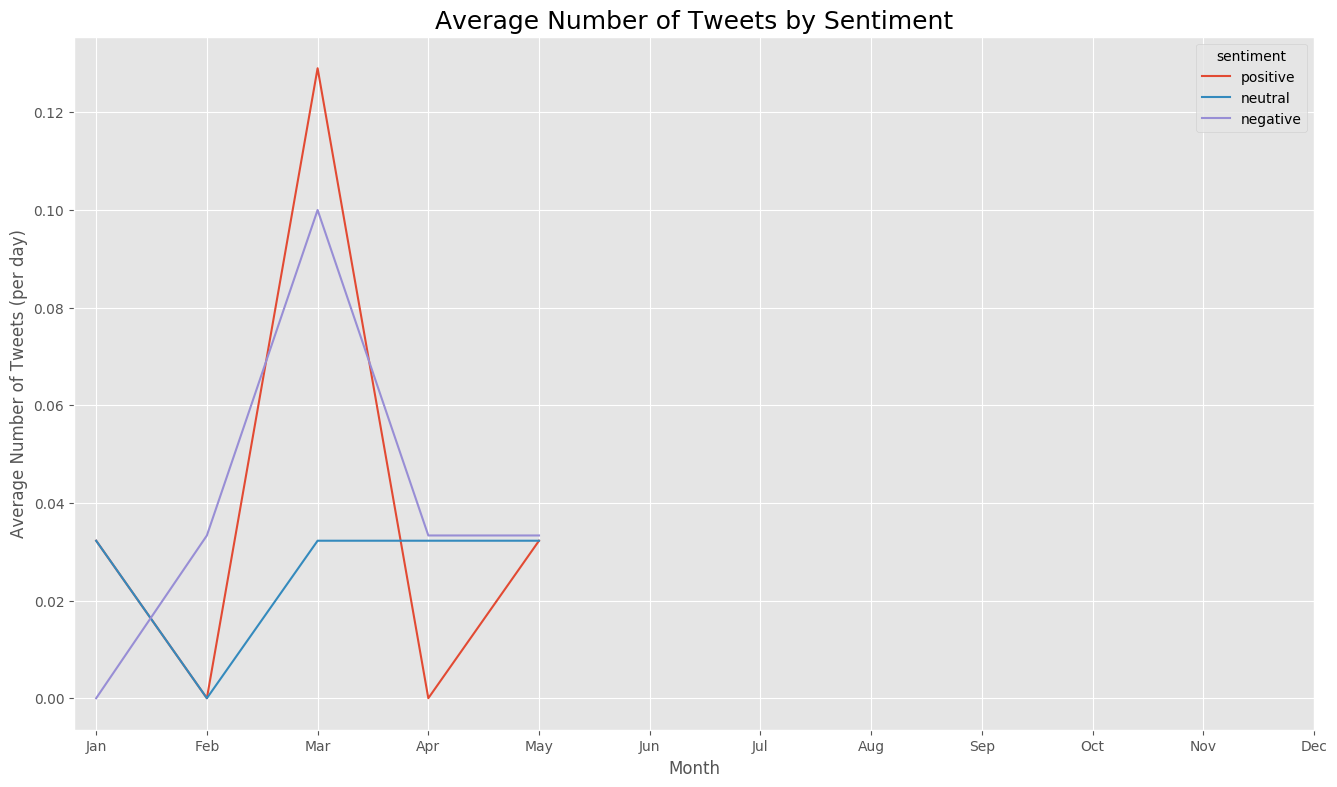 Average Number of Tweets by Sentiment
sentiment
positive
neutral
negative
Average Number of Tweets (per day)
0.12
0.10
0.08
0.06
0.04
0.02
0.00
Jan Feb Mar Apr May Jun Jul Aug Sep Oct Nov Dec
Month